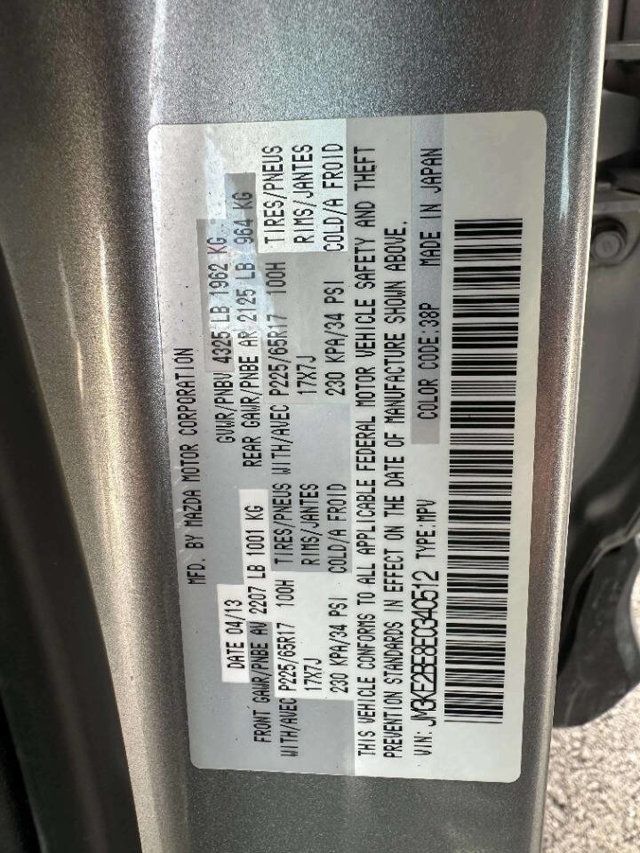 MFD. BY MAZDA MOTOR CORPORATION
DATE 04/13 GVWR/PNBV 4325 LB 1962 KG
FRONT GAWR/PNBE AV 2207 LB 1001 KG REAR GAWR/PNBE AR 2125 LB 964 KG
WITH/AVEC P225/65R17 100H TIRES/PNEUS WITH/AVEC P225/65R17 100H TIRES/PNEUS
17X7J RIMS/JANTES 17X7J RIMS/JANTES
230 KPA/34 PSI COLD/A FROID 230 KPA/34 PSI COLD/A FROID
THIS VEHICLE CONFORMS TO ALL APPLICABLE FEDERAL MOTOR VEHICLE SAFETY AND THEFT
PREVENTION STANDARDS IN EFFECT ON THE DATE OF MANUFACTURE SHOWN ABOVE.
VIN: JM3KE2BE8E0340512 TYPE:MPV COLOR CODE:38P MADE IN JAPAN